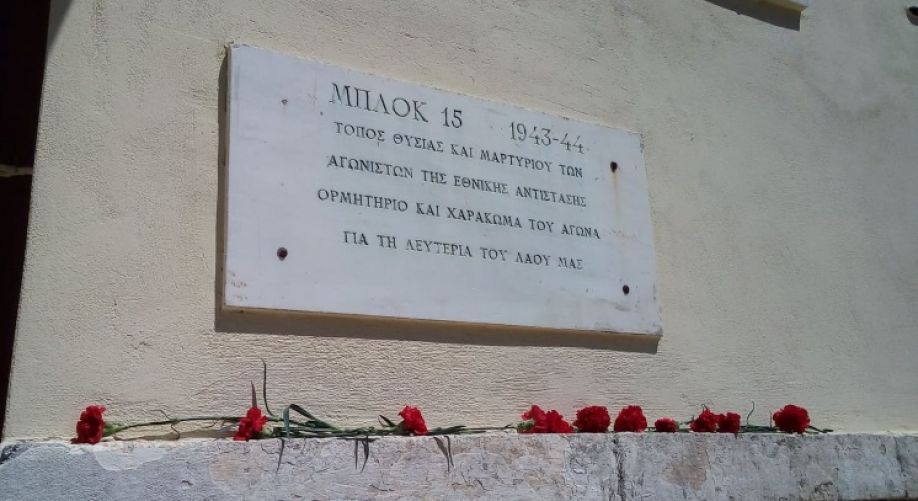 ΜΠΛΟΚ 15 1943-44
ΤΟΠΟΣ ΘΥΣΙΑΣ ΚΑΙ ΜΑΡΤΥΡΙΟΥ ΤΩΝ
ΑΓΩΝΙΣΤΩΝ ΤΗΣ ΕΘΝΙΚΗΣ ΑΝΤΙΣΤΑΣΗΣ
ΟΡΜΗΤΗΡΙΟ ΚΑΙ ΧΑΡΑΚΩΜΑ ΤΟΥ ΑΓΩΝΑ
ΓΙΑ ΤΗ ΛΕΥΤΕΡΙΑ ΤΟΥ ΛΑΟΥ ΜΑΣ